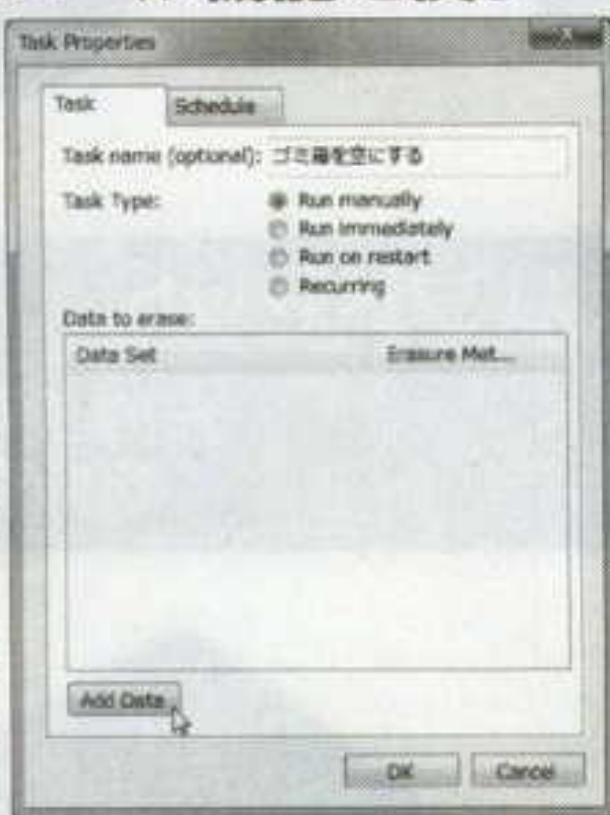 Task Properties
Task Schedule
Task name (optional): ゴミ箱を空にする
Task Type: Run manually
Run immediately
Run on restart
Recurring
Data to erase:
Data Set Erasure Met...
Add Data
OK Cancel